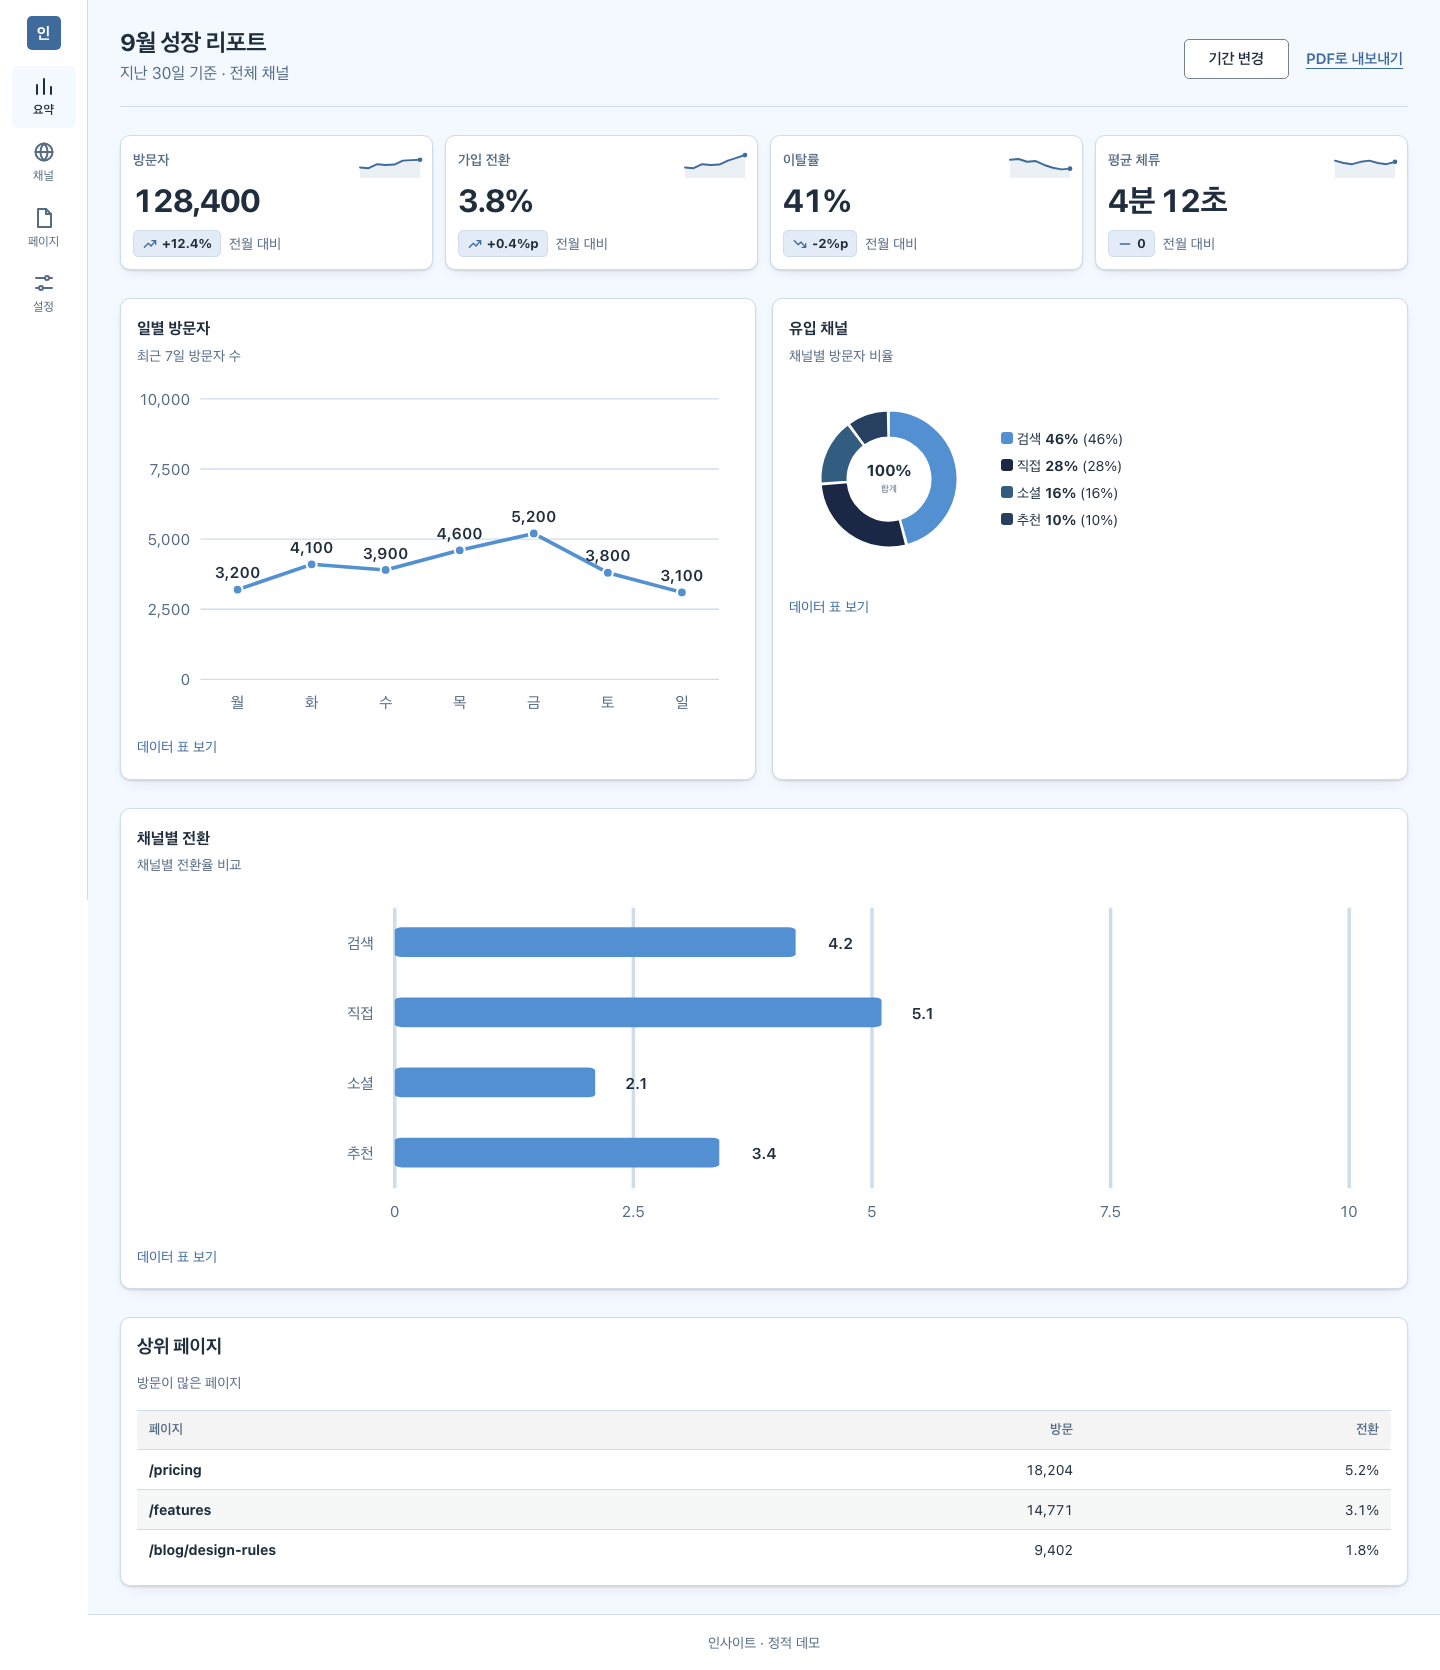 인
요약
채널
페이지
설정
9월 성장 리포트
지난 30일 기준 · 전체 채널
기간 변경
PDF로 내보내기
방문자
128,400
+12.4% 전월 대비
가입 전환
3.8%
+0.4%p 전월 대비
이탈률
41%
-2%p 전월 대비
평균 체류
4분 12초
0 전월 대비
일별 방문자
최근 7일 방문자 수
10,000
7,500
5,000
2,500
0
3,200
4,100
3,900
4,600
5,200
3,800
3,100
월 화 수 목 금 토 일
데이터 표 보기
유입 채널
채널별 방문자 비율
100%
합계
검색 46% (46%)
직접 28% (28%)
소셜 16% (16%)
추천 10% (10%)
데이터 표 보기
채널별 전환
채널별 전환율 비교
검색 4.2
직접 5.1
소셜 2.1
추천 3.4
0 2.5 5 7.5 10
데이터 표 보기
상위 페이지
방문이 많은 페이지
페이지 방문 전환
/pricing 18,204 5.2%
/features 14,771 3.1%
/blog/design-rules 9,402 1.8%
인사이트 · 정적 데모